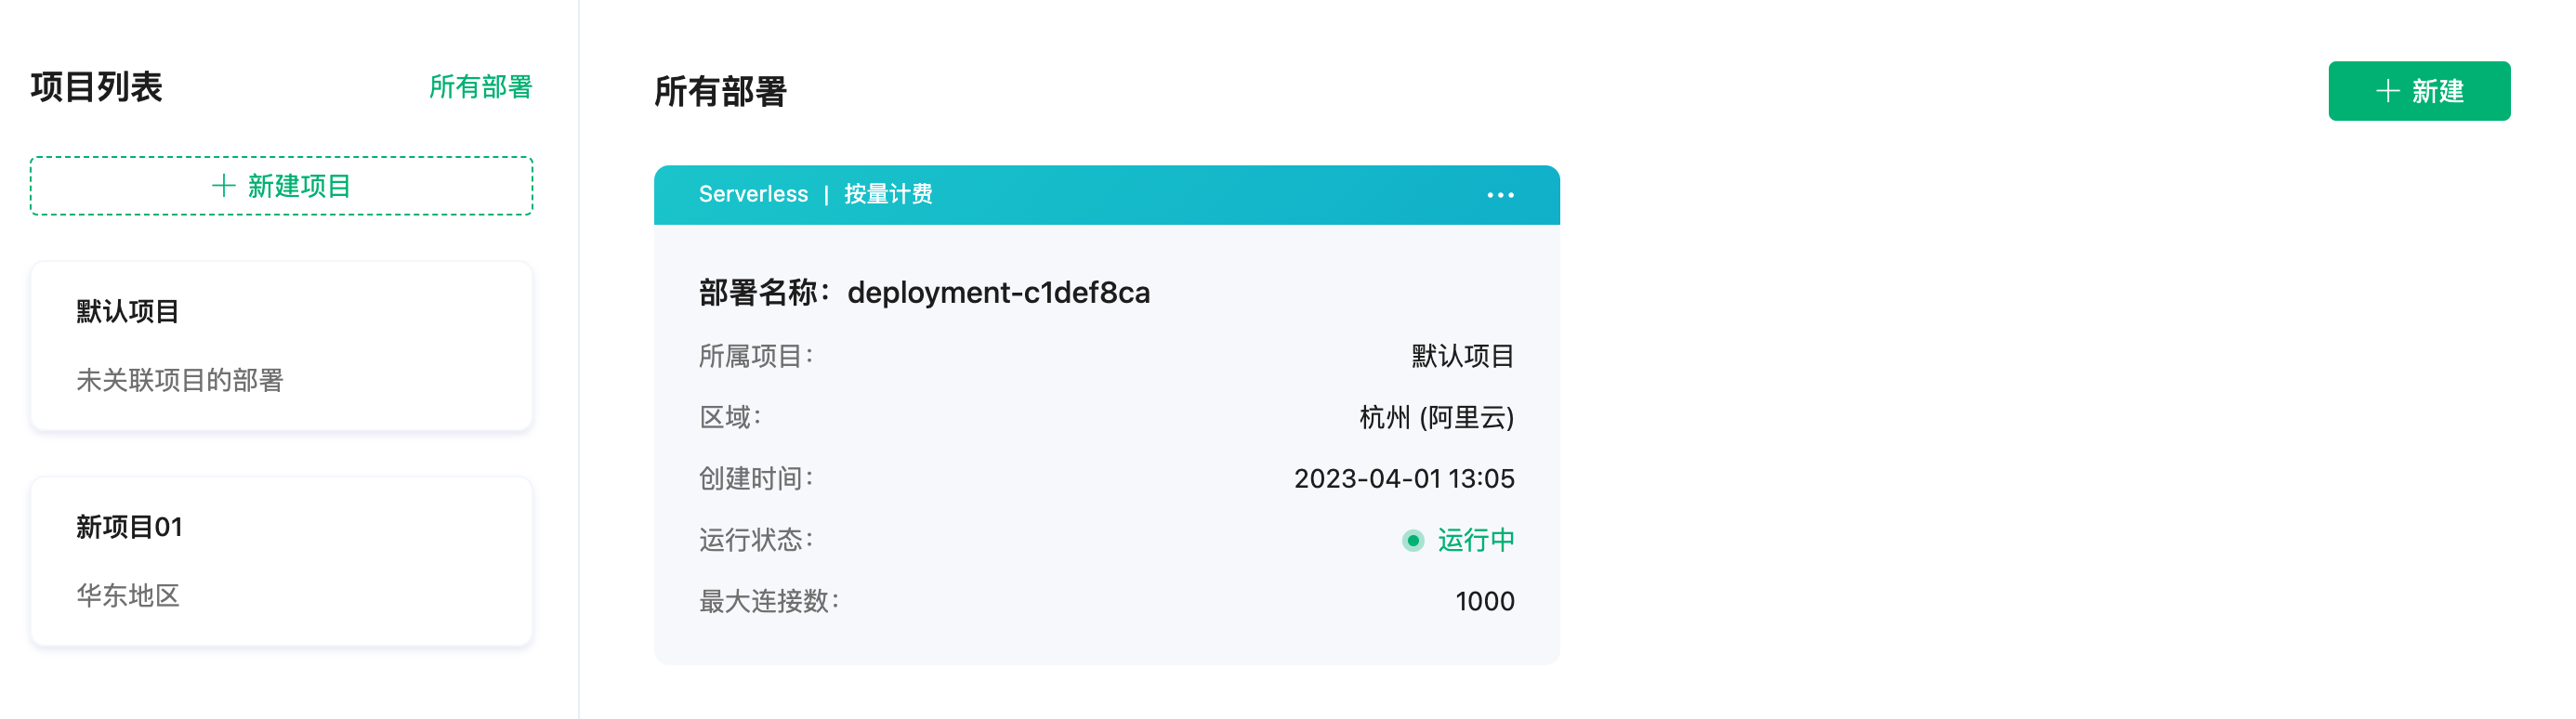 项目列表
所有部署
新建项目
默认项目
未关联项目的部署
新项目01
华东地区
所有部署
新建
Serverless | 按量计费
部署名称：deployment-c1def8ca
所属项目： 默认项目
区域： 杭州 (阿里云)
创建时间： 2023-04-01 13:05
运行状态： 运行中
最大连接数： 1000